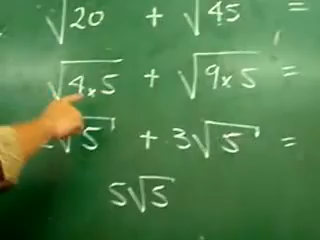 √20 + √45 =
√4×5 + √9×5 =
√5 + 3√5 =
5√5